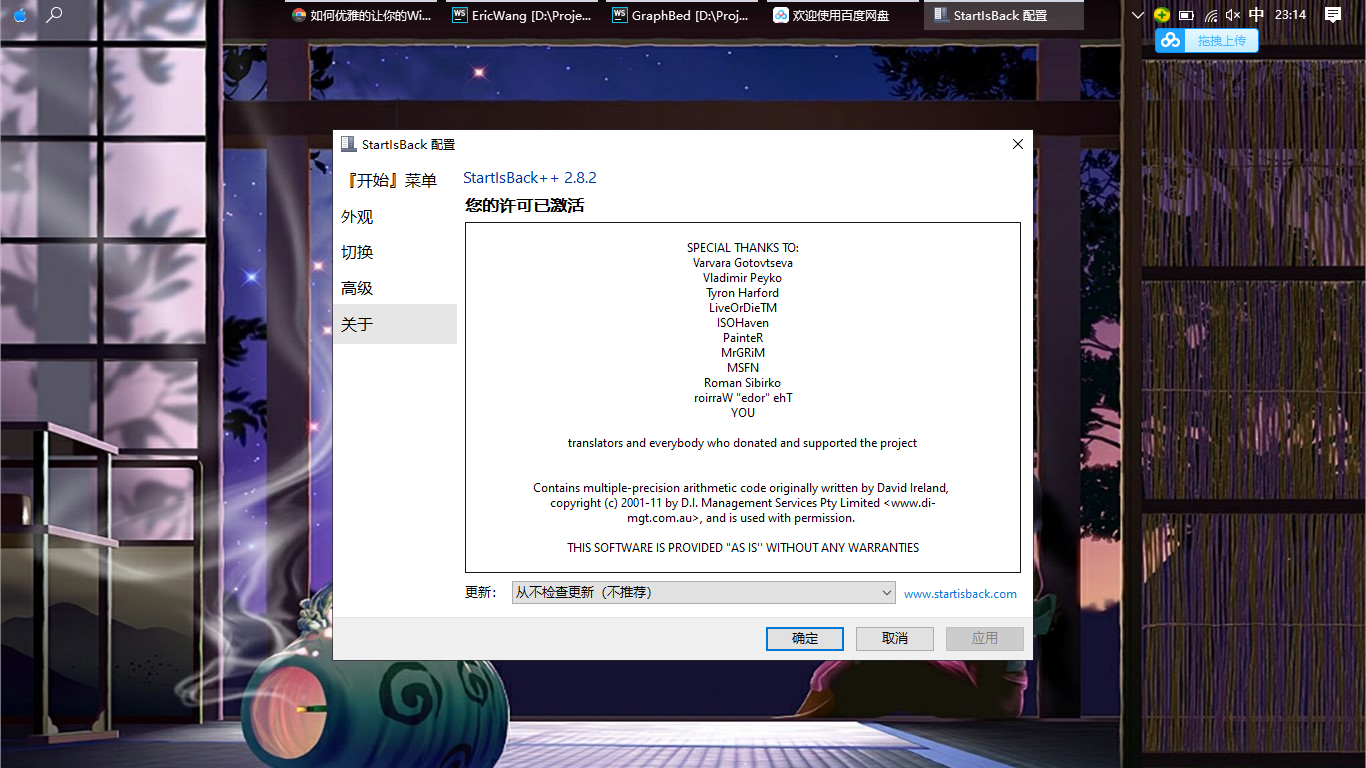 如何优雅的让你的Wi...
EricWang [D:\Proje...
GraphBed [D:\Proj...
欢迎使用百度网盘
StartIsBack 配置
中
23:14
拖拽上传
StartIsBack 配置
『开始』菜单
外观
切换
高级
关于
StartIsBack++ 2.8.2
您的许可已激活
SPECIAL THANKS TO:
Varvara Gotovtseva
Vladimir Peyko
Tyron Harford
LiveOrDieTM
ISOHaven
PainteR
MrGRiM
MSFN
Roman Sibirko
roirraW "edor" ehT
YOU
translators and everybody who donated and supported the project
Contains multiple-precision arithmetic code originally written by David Ireland,
copyright (c) 2001-11 by D.I. Management Services Pty Limited <www.di-
mgt.com.au>, and is used with permission.
THIS SOFTWARE IS PROVIDED "AS IS" WITHOUT ANY WARRANTIES
更新:
从不检查更新（不推荐）
www.startisback.com
确定
取消
应用